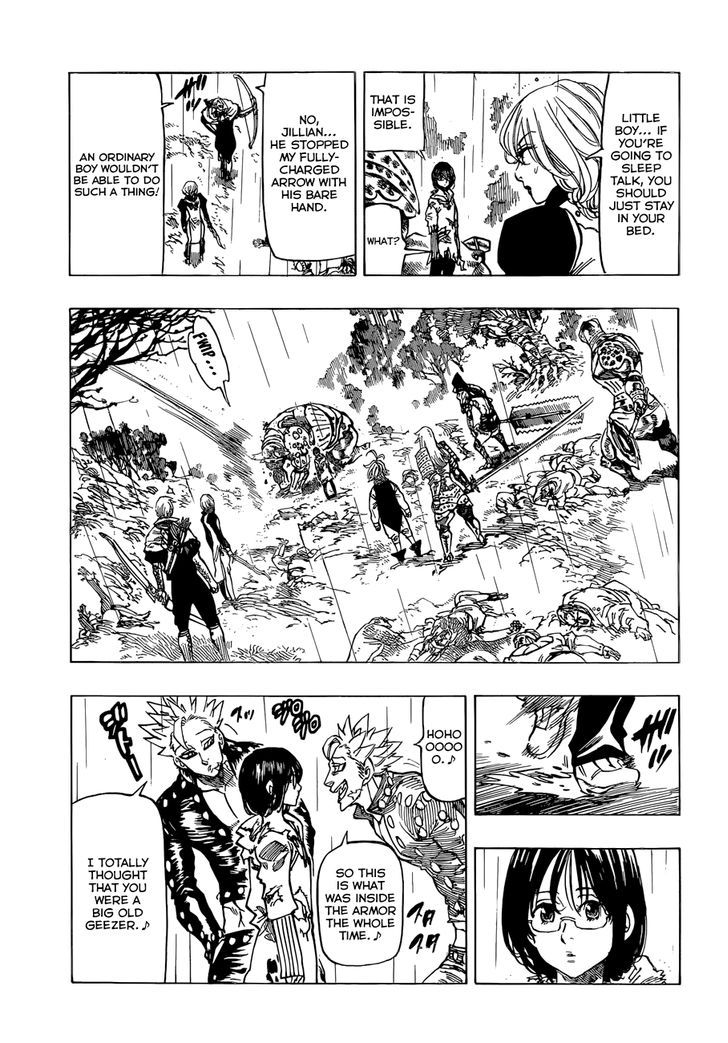 LITTLE
BOY... IF
YOU'RE
GOING TO
SLEEP
TALK, YOU
SHOULD
JUST STAY
IN YOUR
BED.
THAT IS
IMPOS-
SIBLE.
WHAT?
NO,
JILLIAN...
HE STOPPED
MY FULLY-
CHARGED
ARROW WITH
HIS BARE
HAND.
AN ORDINARY
BOY WOULDN'T
BE ABLE TO DO
SUCH A THING!
FWIP...
HOHO
OOOOO
O.♪
SO THIS
IS WHAT
WAS INSIDE
THE ARMOR
THE WHOLE
TIME.♪
I TOTALLY
THOUGHT
THAT YOU
WERE A
BIG OLD
GEEZER.♪